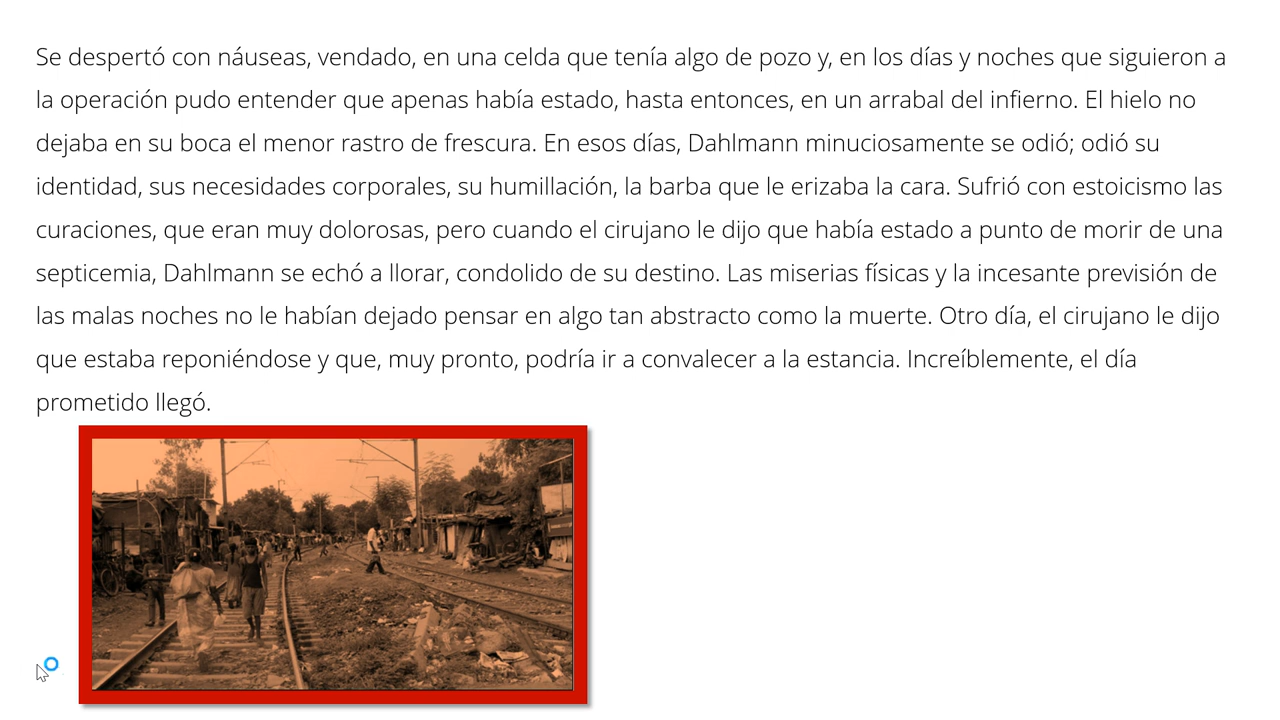 Se despertó con náuseas, vendado, en una celda que tenía algo de pozo y, en los días y noches que siguieron a
la operación pudo entender que apenas había estado, hasta entonces, en un arrabal del infierno. El hielo no
dejaba en su boca el menor rastro de frescura. En esos días, Dahlmann minuciosamente se odió; odió su
identidad, sus necesidades corporales, su humillación, la barba que le erizaba la cara. Sufrió con estoicismo las
curaciones, que eran muy dolorosas, pero cuando el cirujano le dijo que había estado a punto de morir de una
septicemia, Dahlmann se echó a llorar, condolido de su destino. Las miserias físicas y la incesante previsión de
las malas noches no le habían dejado pensar en algo tan abstracto como la muerte. Otro día, el cirujano le dijo
que estaba reponiéndose y que, muy pronto, podría ir a convalecer a la estancia. Increíblemente, el día
prometido llegó.